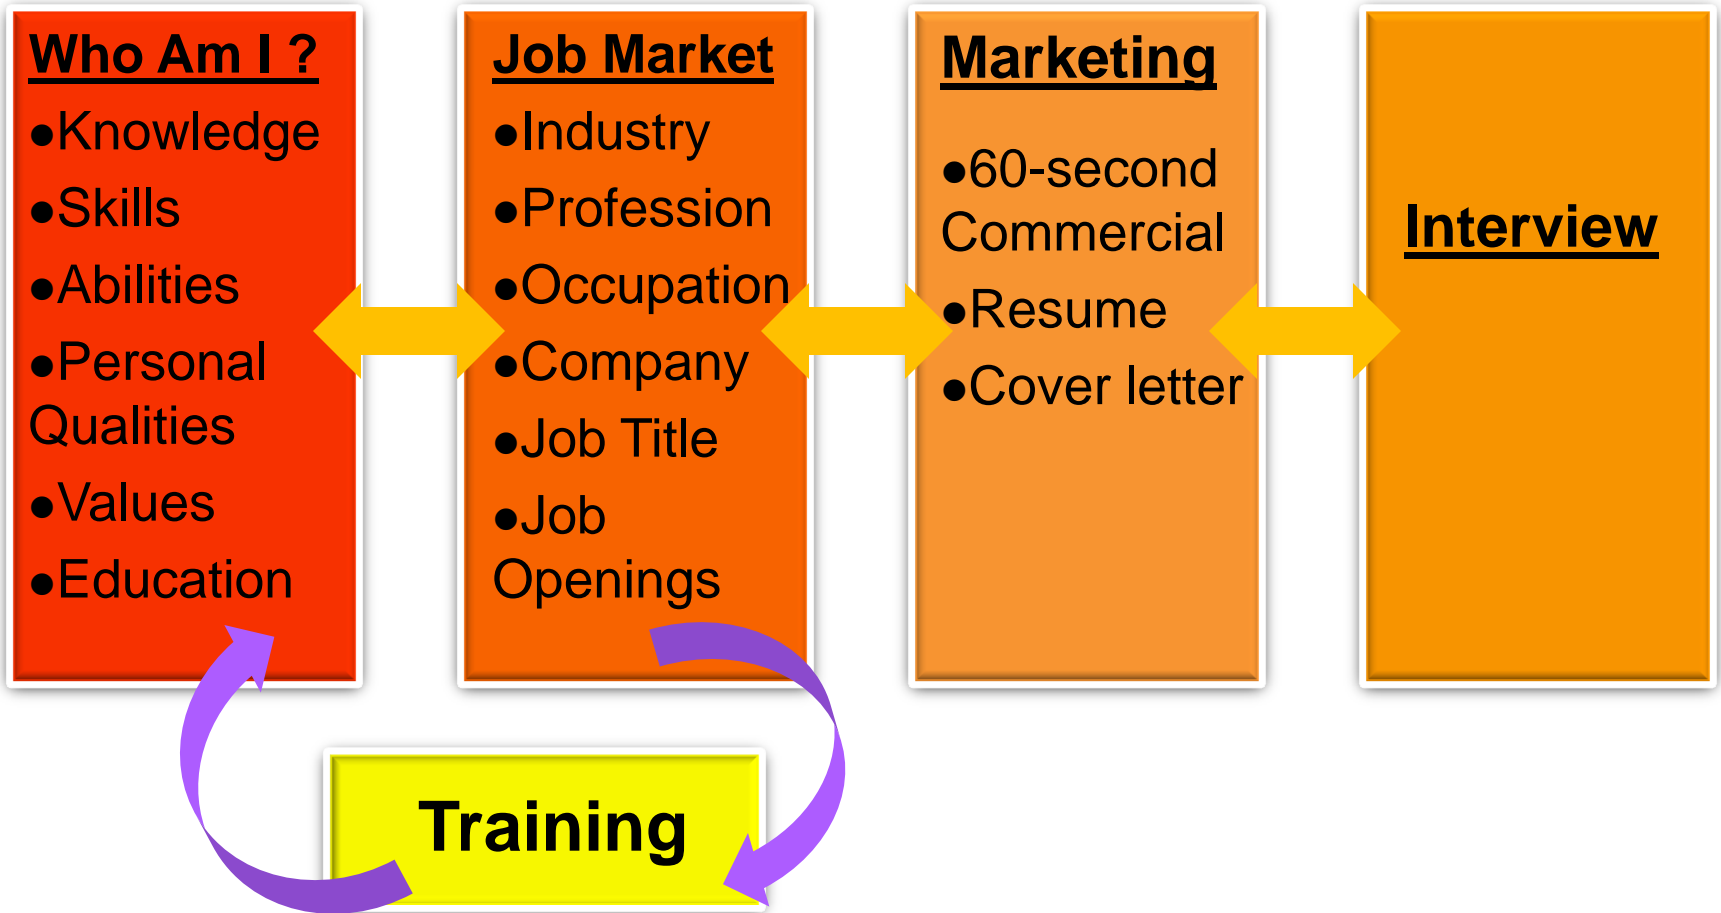 Who Am I ?
●Knowledge
●Skills
●Abilities
●Personal
Qualities
●Values
●Education
Job Market
●Industry
●Profession
●Occupation
●Company
●Job Title
●Job
Openings
Marketing
●60-second
Commercial
●Resume
●Cover letter
Interview
Training